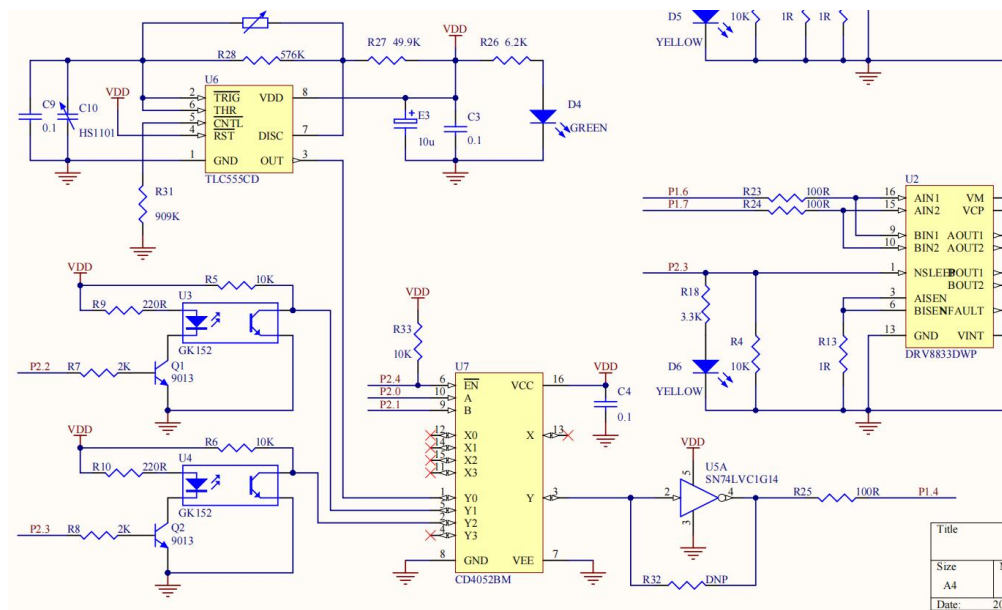 D5
10K
1R
1R
YELLOW
R28
576K
R27 49.9K
VDD
R26 6.2K
C9
0.1
C10
HS1101
VDD
U6
2 TRIG
6 THR
5 CNTL
4 RST
1 GND
VDD 8
DISC 7
OUT 3
TLC555CD
E3
10u
C3
0.1
D4
GREEN
R31
909K
P1.6
P1.7
R23 100R
R24 100R
U2
16 AIN1
15 AIN2
9 BIN1
10 BIN2
1 NSLEEP
3 AISEN
6 BISEN
13 GND
VM
VCP
AOUT1
AOUT2
BOUT1
BOUT2
NFAULT
VINT
DRV8833DWP
P2.3
R18
3.3K
D6
YELLOW
R4
10K
R13
1R
VDD
R5 10K
R9 220R
U3
GK152
P2.2
R7 2K
Q1
9013
VDD
R6 10K
R10 220R
U4
GK152
P2.3
R8 2K
Q2
9013
VDD
R33
10K
P2.4
P2.0
P2.1
U7
6 EN
10 A
9 B
12 X0
14 X1
15 X2
11 X3
1 Y0
5 Y1
2 Y2
4 Y3
8 GND
VCC 16
X 13
Y 3
VEE 7
CD4052BM
VDD
C4
0.1
VDD
U5A
SN74LVC1G14
5
2
4
3
R25 100R
P1.4
R32 DNP
Title
Size
A4
Date: 20